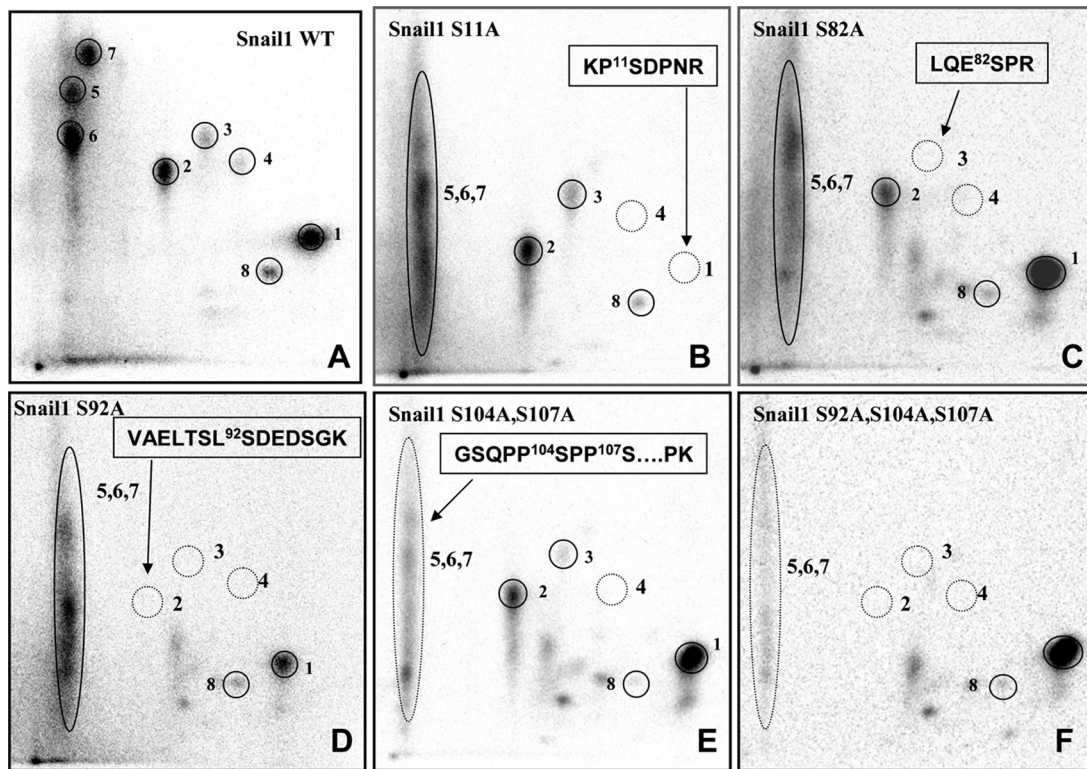 Snail1 WT
7
5
6
3
4
2
1
8
A
Snail1 S11A
KP¹¹SDPNR
5,6,7
3
4
2
1
8
B
Snail1 S82A
LQE⁸²SPR
3
5,6,7
2
4
1
8
C
Snail1 S92A
VAELTSL⁹²SDEDSGK
5,6,7
3
4
2
1
8
D
Snail1 S104A,S107A
GSQPP¹⁰⁴SPP¹⁰⁷S....PK
3
5,6,7
2
4
1
8
E
Snail1 S92A,S104A,S107A
3
5,6,7
2
4
8
F